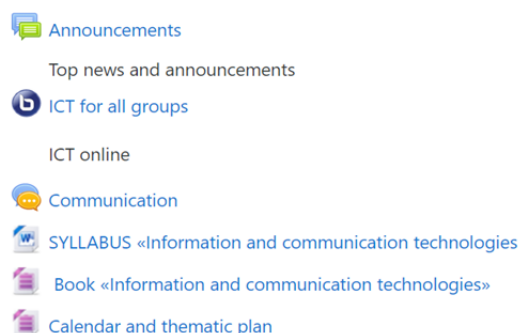 Announcements
Top news and announcements
ICT for all groups
ICT online
Communication
SYLLABUS «Information and communication technologies
Book «Information and communication technologies»
Calendar and thematic plan